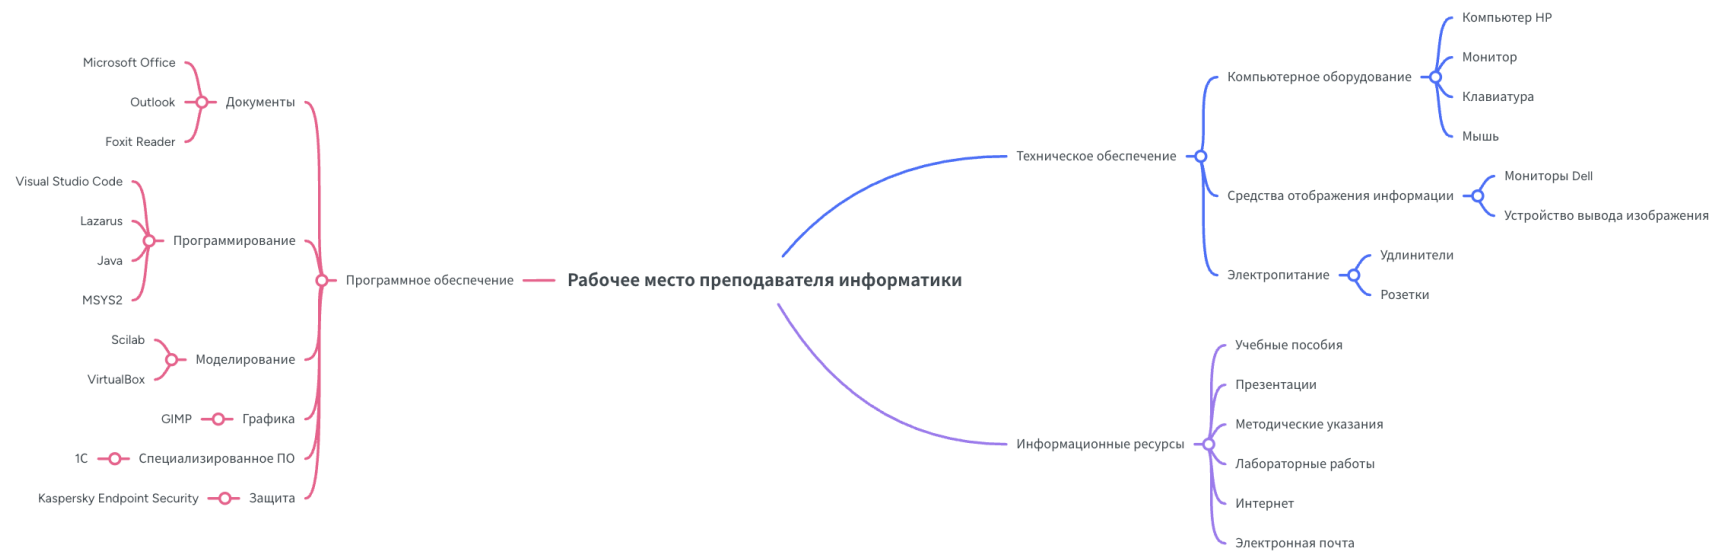 Рабочее место преподавателя информатики
Техническое обеспечение
Компьютерное оборудование
Компьютер HP
Монитор
Клавиатура
Мышь
Средства отображения информации
Мониторы Dell
Устройство вывода изображения
Электропитание
Удлинители
Розетки
Информационные ресурсы
Учебные пособия
Презентации
Методические указания
Лабораторные работы
Интернет
Электронная почта
Программное обеспечение
Документы
Microsoft Office
Outlook
Foxit Reader
Программирование
Visual Studio Code
Lazarus
Java
MSYS2
Моделирование
Scilab
VirtualBox
Графика
GIMP
Специализированное ПО
1С
Защита
Kaspersky Endpoint Security